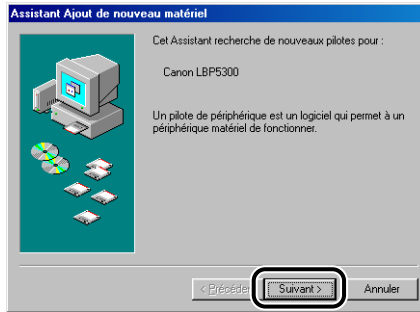 Assistant Ajout de nouveau matériel
Cet Assistant recherche de nouveaux pilotes pour :
Canon LBP5300
Un pilote de périphérique est un logiciel qui permet à un
périphérique matériel de fonctionner.
Suivant >
Annuler